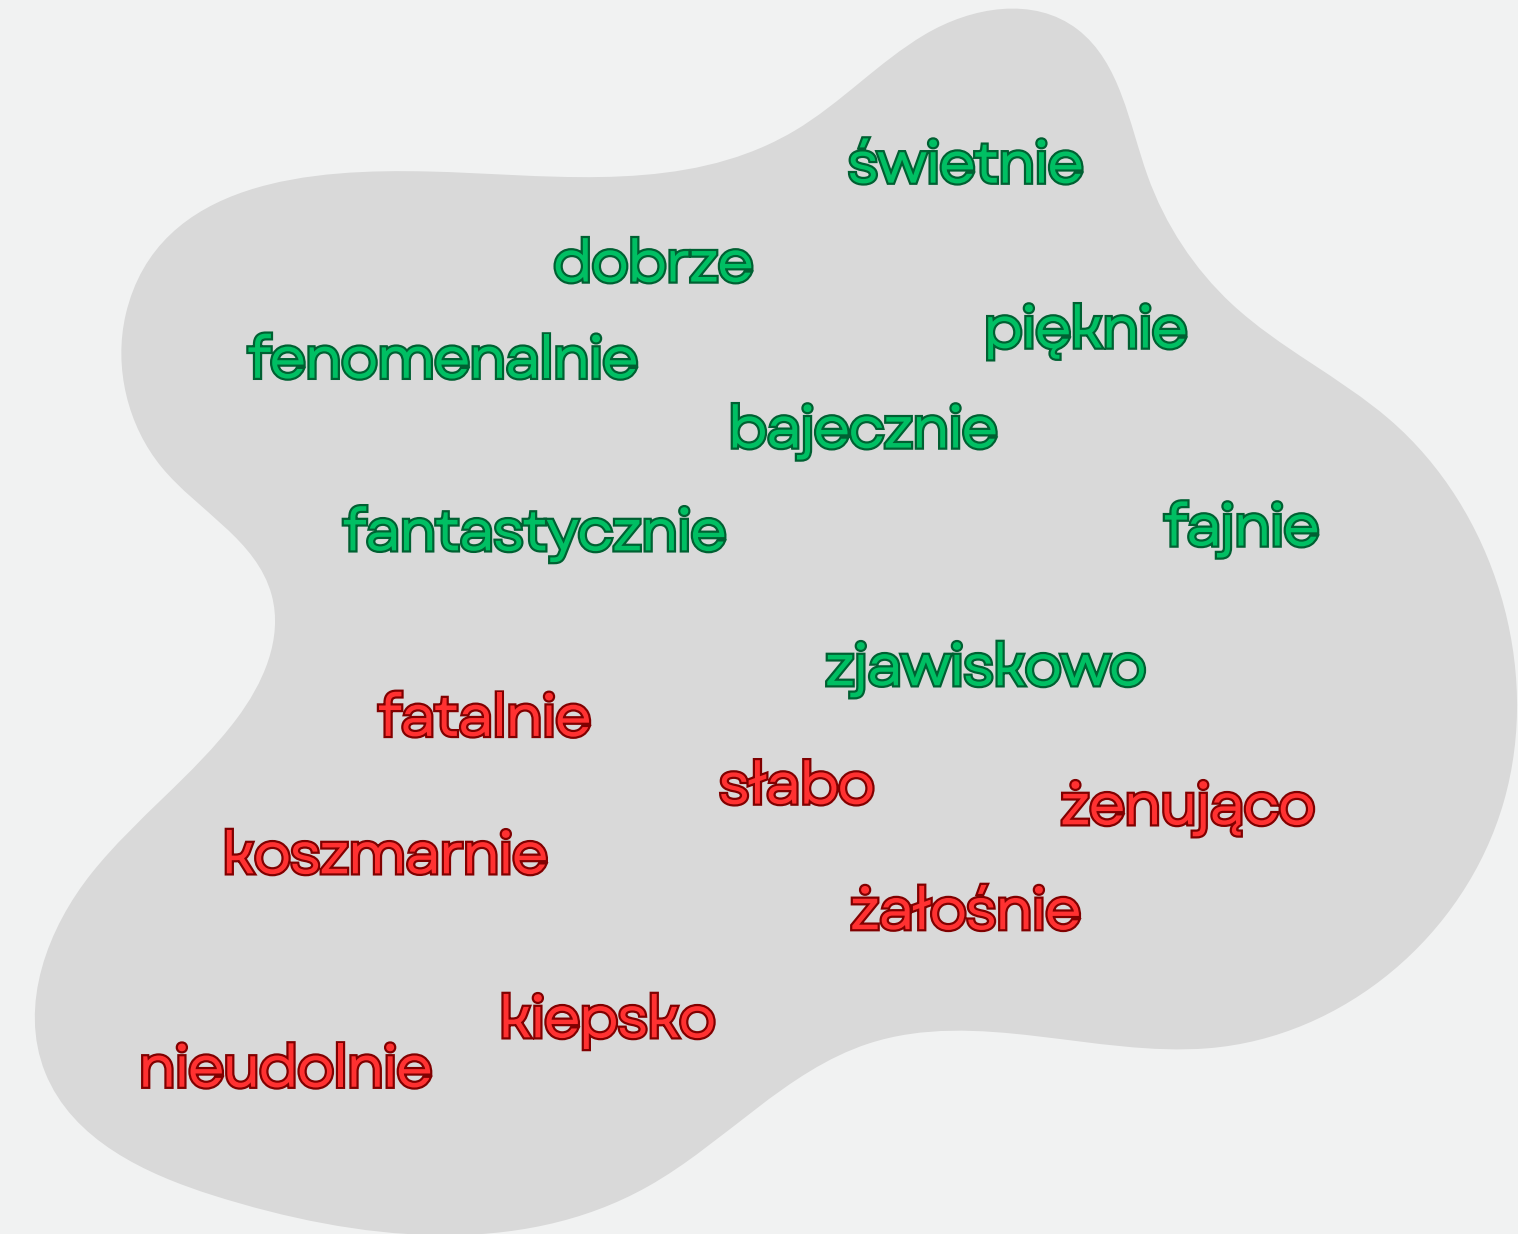 świetnie
dobrze
pięknie
fenomenalnie
bajecznie
fantastycznie
fajnie
zjawiskowo
fatalnie
słabo
żenująco
koszmarnie
żałośnie
kiepsko
nieudolnie